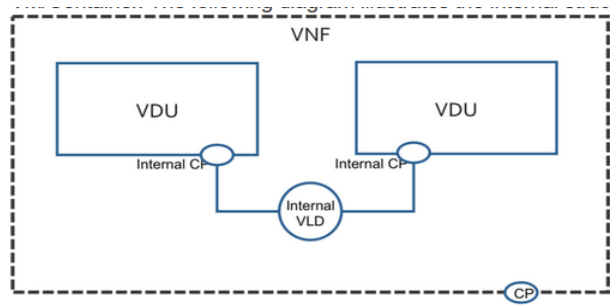 VNF
VDU
VDU
Internal CP
Internal CP
Internal
VLD
CP